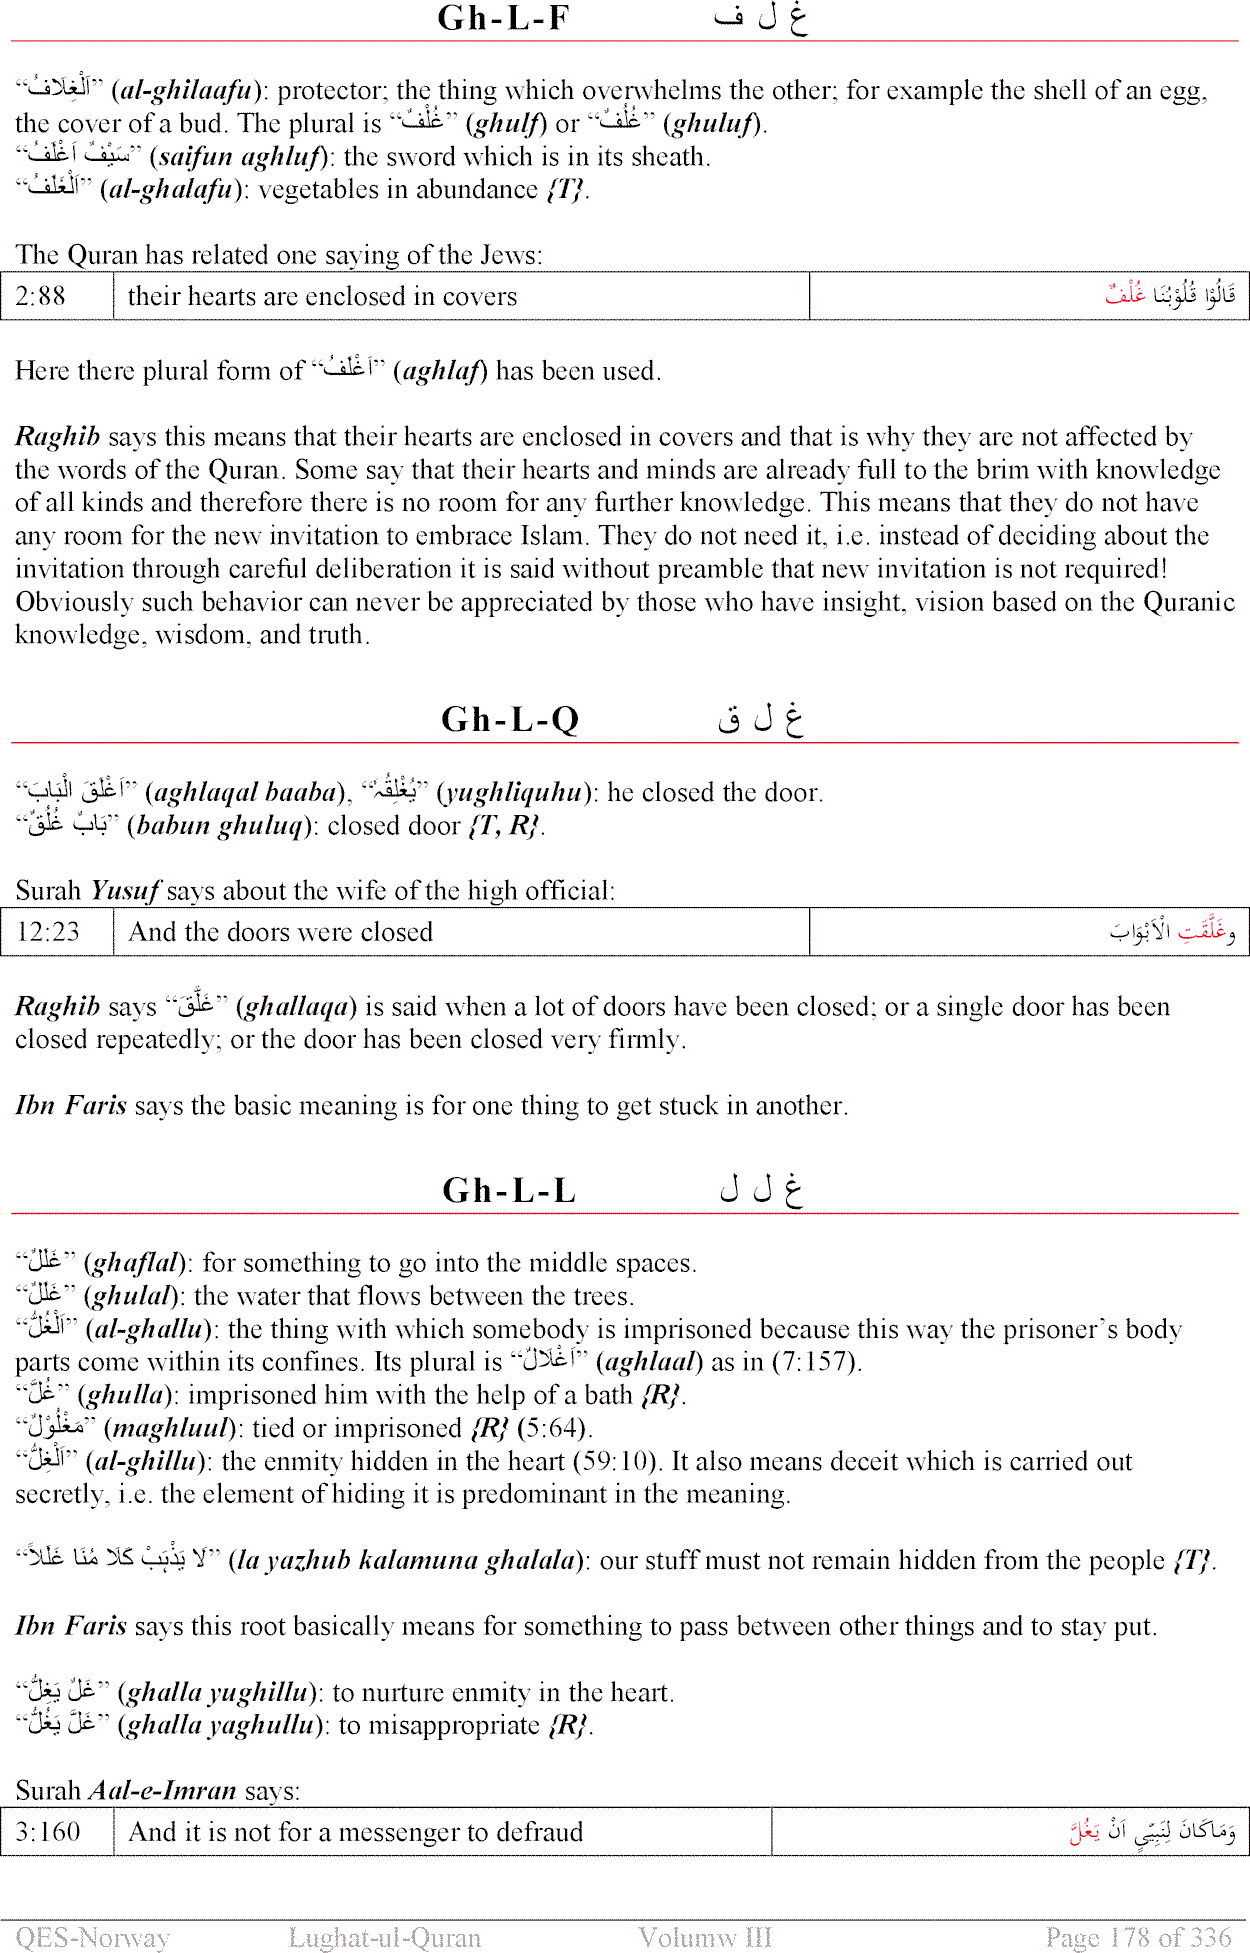 Gh-L-F غ ل ف
“اَلْغِلَافُ” (al-ghilaafu): protector; the thing which overwhelms the other; for example the shell of an egg,
the cover of a bud. The plural is “غُلْفٌ” (ghulf) or “غُلُفٌ” (ghuluf).
“سَيْفٌ اَغْلَفُ” (saifun aghluf): the sword which is in its sheath.
“اَلْغَلَفُ” (al-ghalafu): vegetables in abundance {T}.
The Quran has related one saying of the Jews:
2:88 their hearts are enclosed in covers قَالُوْا قُلُوْبُنَا غُلْفٌ
Here there plural form of “اَغْلَفُ” (aghlaf) has been used.
Raghib says this means that their hearts are enclosed in covers and that is why they are not affected by
the words of the Quran. Some say that their hearts and minds are already full to the brim with knowledge
of all kinds and therefore there is no room for any further knowledge. This means that they do not have
any room for the new invitation to embrace Islam. They do not need it, i.e. instead of deciding about the
invitation through careful deliberation it is said without preamble that new invitation is not required!
Obviously such behavior can never be appreciated by those who have insight, vision based on the Quranic
knowledge, wisdom, and truth.
Gh-L-Q غ ل ق
“اَغْلَقَ الْبَابَ” (aghlaqal baaba), “يُغْلِقُہٗ” (yughliquhu): he closed the door.
“بَابٌ غُلُقٌ” (babun ghuluq): closed door {T, R}.
Surah Yusuf says about the wife of the high official:
12:23 And the doors were closed وغَلَّقَتِ الْاَبْوَابَ
Raghib says “غَلَّقَ” (ghallaqa) is said when a lot of doors have been closed; or a single door has been
closed repeatedly; or the door has been closed very firmly.
Ibn Faris says the basic meaning is for one thing to get stuck in another.
Gh-L-L غ ل ل
“غَلَلٌ” (ghaflal): for something to go into the middle spaces.
“غَلَلٌ” (ghulal): the water that flows between the trees.
“اَلْغُلُّ” (al-ghallu): the thing with which somebody is imprisoned because this way the prisoner’s body
parts come within its confines. Its plural is “اَغْلَالٌ” (aghlaal) as in (7:157).
“غُلَّ” (ghulla): imprisoned him with the help of a bath {R}.
“مَغْلُوْلٌ” (maghluul): tied or imprisoned {R} (5:64).
“اَلْغِلُّ” (al-ghillu): the enmity hidden in the heart (59:10). It also means deceit which is carried out
secretly, i.e. the element of hiding it is predominant in the meaning.
“لَا يَذْہَبْ كَلَا مُنَا غَلَلاً” (la yazhub kalamuna ghalala): our stuff must not remain hidden from the people {T}.
Ibn Faris says this root basically means for something to pass between other things and to stay put.
“غَلَّ يَغِلُّ” (ghalla yughillu): to nurture enmity in the heart.
“غَلَّ يَغُلُّ” (ghalla yaghullu): to misappropriate {R}.
Surah Aal-e-Imran says:
3:160 And it is not for a messenger to defraud وَمَاكَانَ لِنَبِيٍّ اَنْ يَغُلَّ
QES-Norway Lughat-ul-Quran Volumw III Page 178 of 336